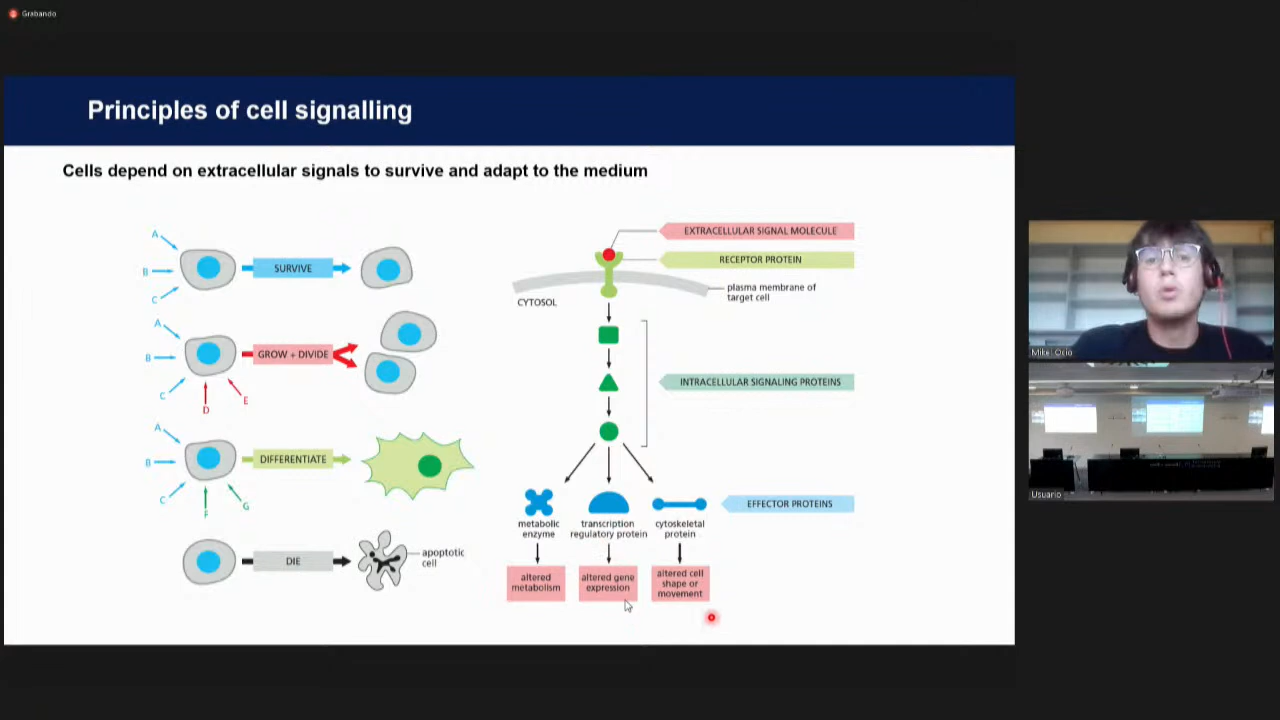 Grabando
Principles of cell signalling
Cells depend on extracellular signals to survive and adapt to the medium
A
B
C
SURVIVE
A
B
C
D
E
GROW + DIVIDE
A
B
C
F
G
DIFFERENTIATE
DIE
apoptotic
cell
EXTRACELLULAR SIGNAL MOLECULE
RECEPTOR PROTEIN
plasma membrane of
target cell
CYTOSOL
INTRACELLULAR SIGNALING PROTEINS
EFFECTOR PROTEINS
metabolic
enzyme
transcription
regulatory protein
cytoskeletal
protein
altered
metabolism
altered gene
expression
altered cell
shape or
movement
Mikel Ocio
Usuario